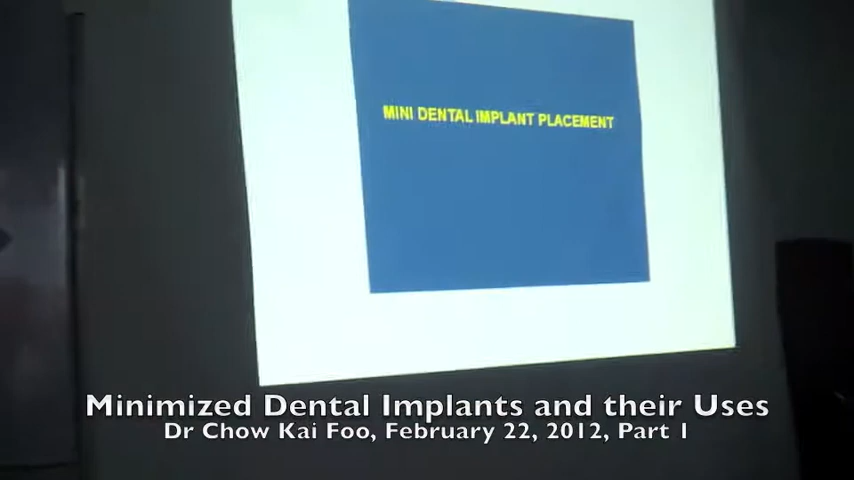 MINI DENTAL IMPLANT PLACEMENT
Minimized Dental Implants and their Uses
Dr Chow Kai Foo, February 22, 2012, Part 1